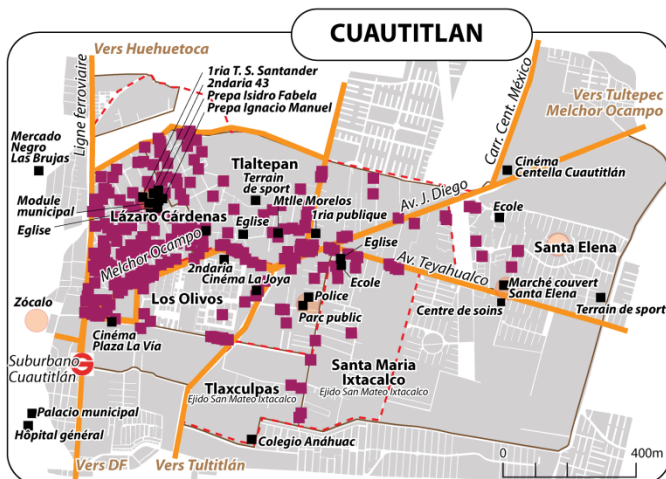 CUAUTITLAN
Vers Huehuetoca
1ria T. S. Santander
2ndaria 43
Prepa Isidro Fabela
Prepa Ignacio Manuel
Ligne ferroviaire
Carr. Cent. México
Vers Tultepec
Melchor Ocampo
Mercado
Negro
Las Brujas
Tlaltepan
Terrain
de sport
Cinéma
Centella Cuautitlán
Module
municipal
Eglise
Lázaro Cárdenas
Mtlle Morelos
1ria publique
Av. J. Diego
Ecole
Eglise
Eglise
Santa Elena
Melchor Ocampo
Av. Teyahualco
2ndaria
Cinéma La Joya
Ecole
Marché couvert
Santa Elena
Zócalo
Los Olivos
Police
Parc public
Centre de soins
Terrain de sport
Cinéma
Plaza La Vía
Suburbano
Cuautitlán
Santa Maria
Ixtacalco
Ejido San Mateo Ixtacalco
Tlaxculpas
Ejido San Mateo Ixtacalco
Palacio municipal
Hôpital général
Colegio Anáhuac
Vers DF
Vers Tultitlán
0
400m